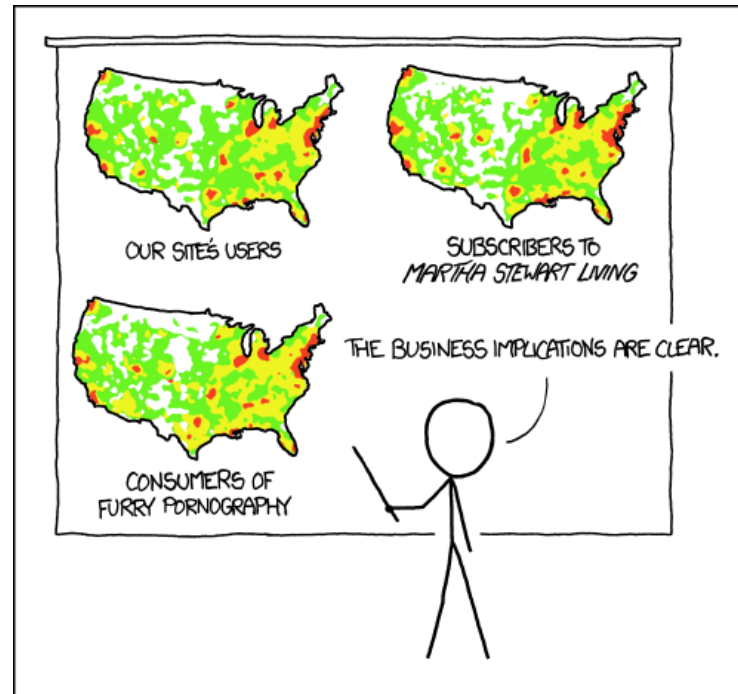 OUR SITE'S USERS
SUBSCRIBERS TO
MARTHA STEWART LIVING
THE BUSINESS IMPLICATIONS ARE CLEAR.
CONSUMERS OF
FURRY PORNOGRAPHY